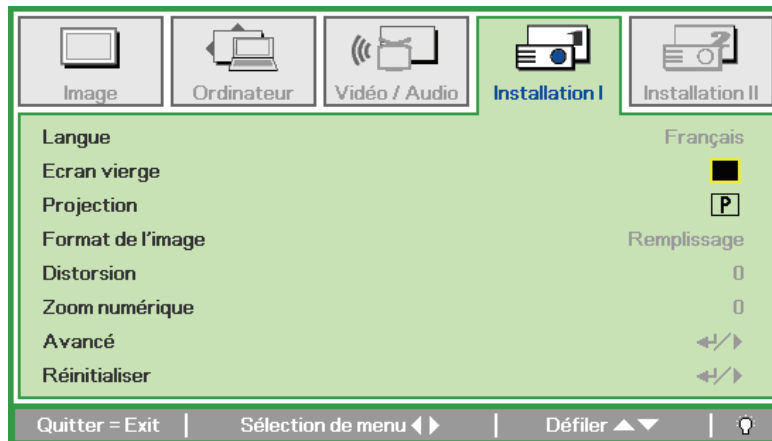 Image Ordinateur Vidéo / Audio Installation I Installation II
Langue Français
Ecran vierge
Projection P
Format de l'image Remplissage
Distorsion 0
Zoom numérique 0
Avancé
Réinitialiser
Quitter = Exit Sélection de menu Défiler